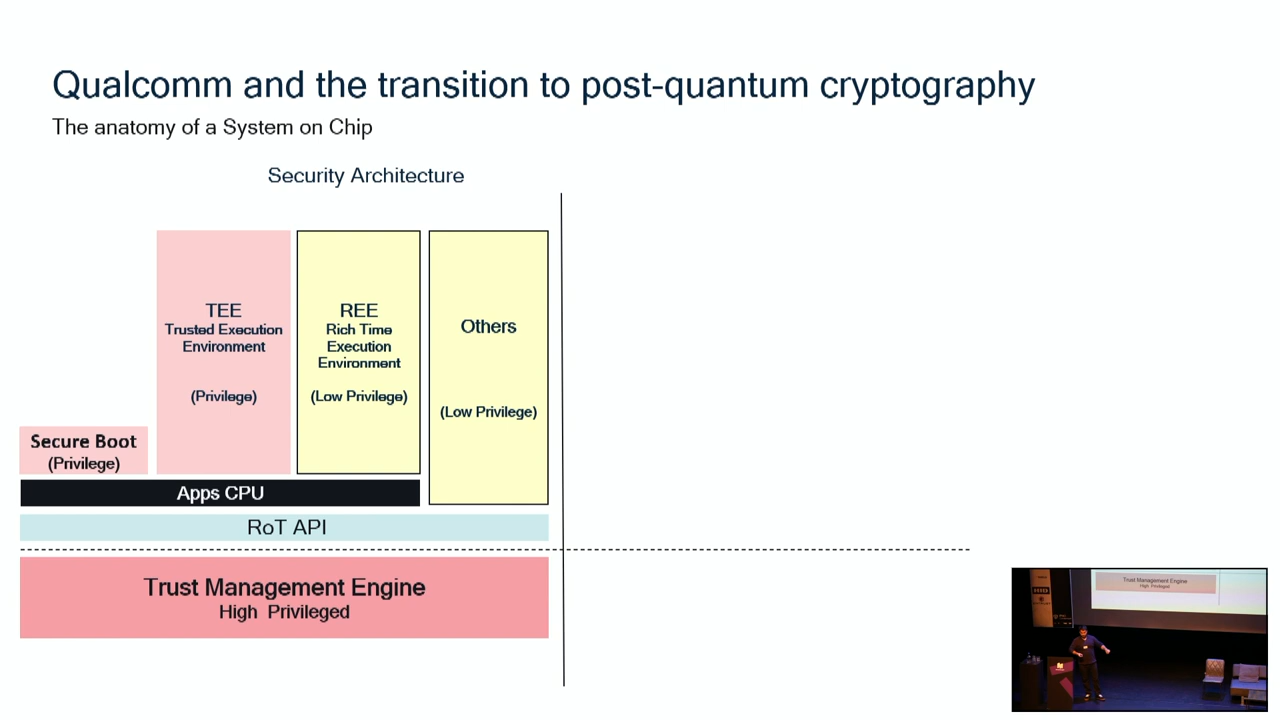 Qualcomm and the transition to post-quantum cryptography
The anatomy of a System on Chip
Security Architecture
TEE
Trusted Execution
Environment
(Privilege)
REE
Rich Time
Execution
Environment
(Low Privilege)
Others
(Low Privilege)
Secure Boot
(Privilege)
Apps CPU
RoT API
Trust Management Engine
High Privileged
Trust Management Engine
High Privileged
HID